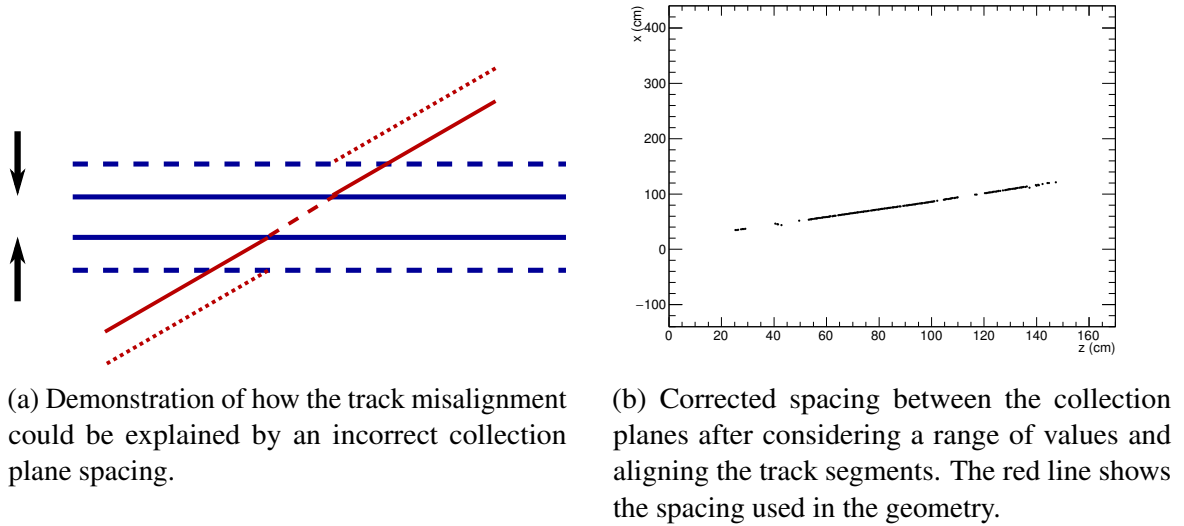 x (cm)
400
300
200
100
0
−100
0 20 40 60 80 100 120 140 160
z (cm)
(a) Demonstration of how the track misalignment
could be explained by an incorrect collection
plane spacing.
(b) Corrected spacing between the collection
planes after considering a range of values and
aligning the track segments. The red line shows
the spacing used in the geometry.